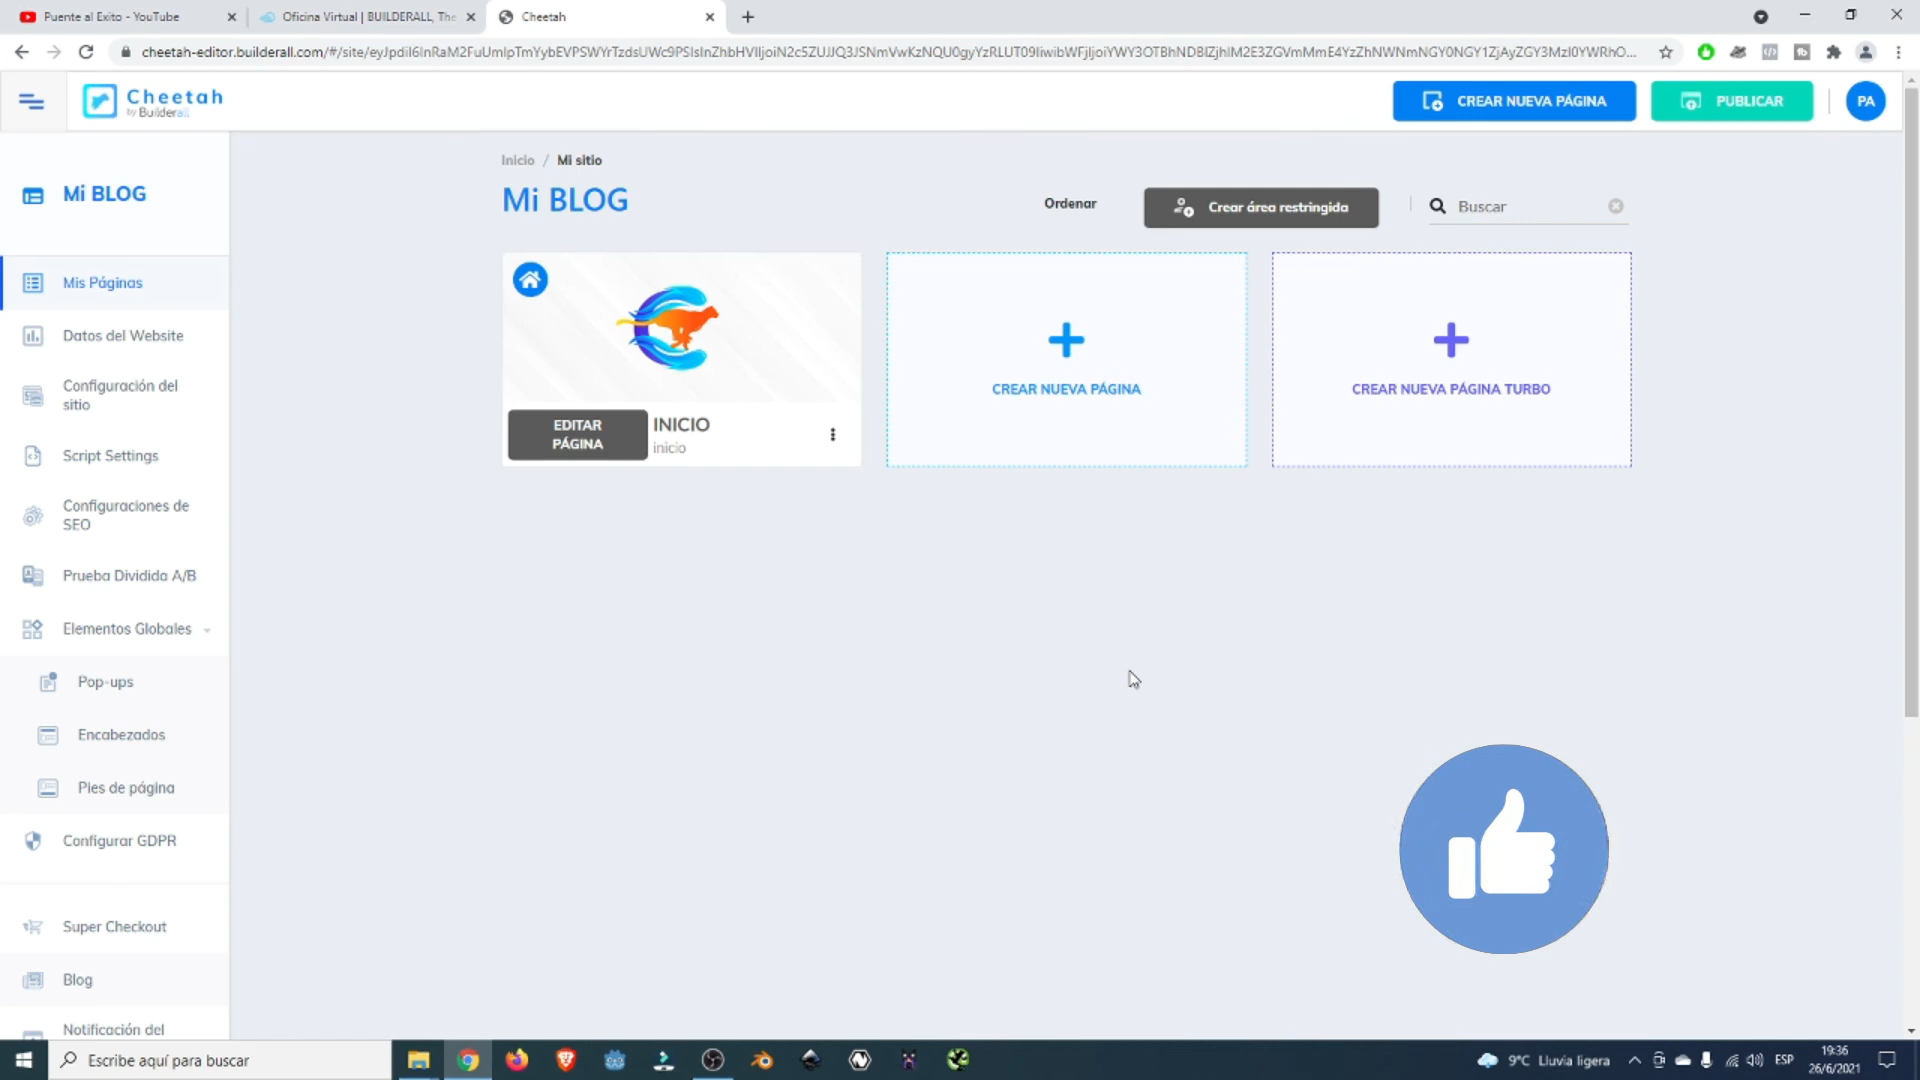 Puente al Exito - YouTube
Oficina Virtual | BUILDERALL, The
Cheetah
Cheetah
by Builderall
CREAR NUEVA PÁGINA
PUBLICAR
PA
Mi BLOG
Mis Páginas
Datos del Website
Configuración del
sitio
Script Settings
Configuraciones de
SEO
Prueba Dividida A/B
Elementos Globales
Pop-ups
Encabezados
Pies de página
Configurar GDPR
Super Checkout
Blog
Notificación del
Inicio / Mi sitio
Mi BLOG
Ordenar
Crear área restringida
Buscar
EDITAR
PÁGINA
INICIO
inicio
CREAR NUEVA PÁGINA
CREAR NUEVA PÁGINA TURBO
Escribe aquí para buscar
9°C Lluvia ligera
ESP
19:36
26/6/2021